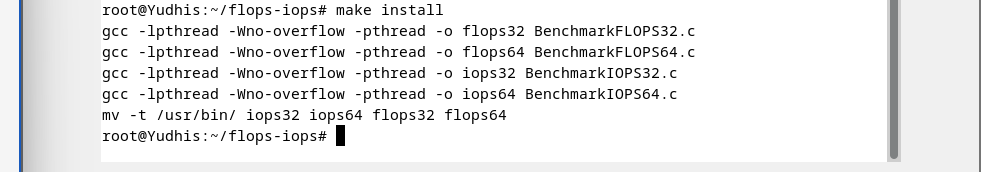 root@Yudhis:~/flops-iops# make install
gcc -lpthread -Wno-overflow -pthread -o flops32 BenchmarkFLOPS32.c
gcc -lpthread -Wno-overflow -pthread -o flops64 BenchmarkFLOPS64.c
gcc -lpthread -Wno-overflow -pthread -o iops32 BenchmarkIOPS32.c
gcc -lpthread -Wno-overflow -pthread -o iops64 BenchmarkIOPS64.c
mv -t /usr/bin/ iops32 iops64 flops32 flops64
root@Yudhis:~/flops-iops#